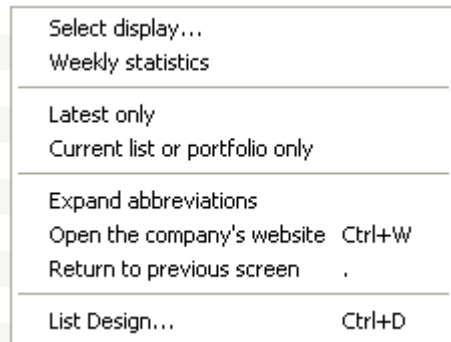 Select display...
Weekly statistics
Latest only
Current list or portfolio only
Expand abbreviations
Open the company's website Ctrl+W
Return to previous screen .
List Design... Ctrl+D